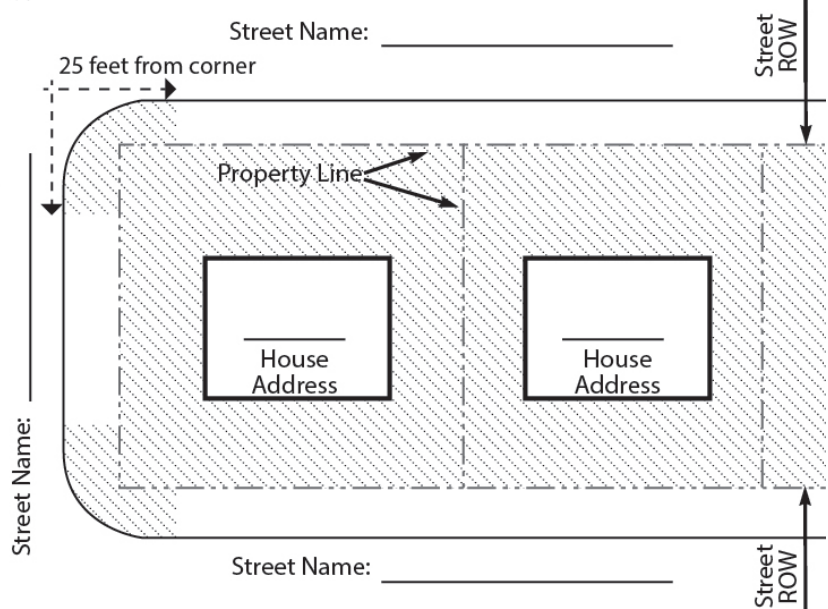 Street Name:
Street
ROW
25 feet from corner
Property Line
House
Address
House
Address
Street Name:
Street Name:
Street
ROW